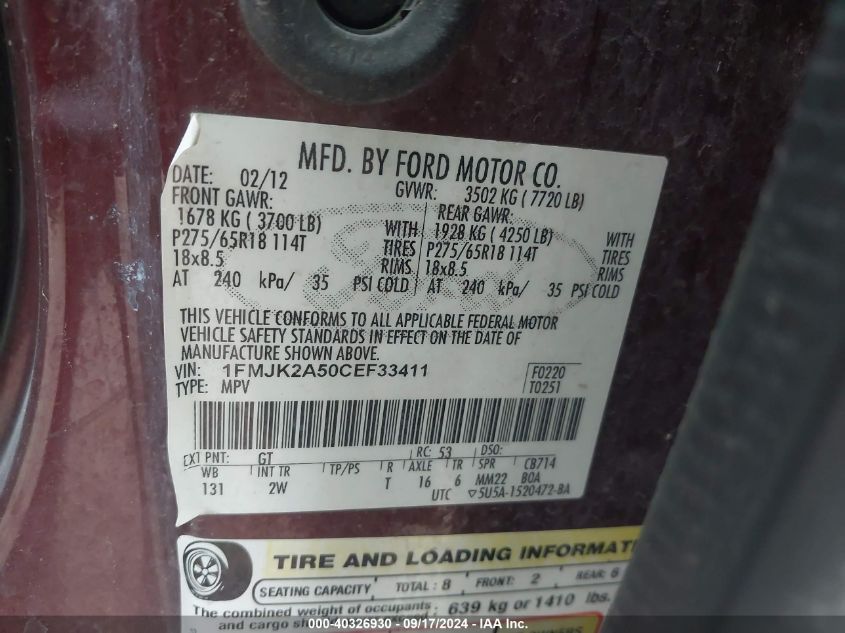 MFD. BY FORD MOTOR CO.
DATE: 02/12 GVWR: 3502 KG ( 7720 LB)
FRONT GAWR: REAR GAWR:
1678 KG ( 3700 LB) WITH 1928 KG ( 4250 LB) WITH
P275/65R18 114T TIRES P275/65R18 114T TIRES
18x8.5 RIMS 18x8.5 RIMS
AT 240 kPa/ 35 PSI COLD AT 240 kPa/ 35 PSI COLD
THIS VEHICLE CONFORMS TO ALL APPLICABLE FEDERAL MOTOR
VEHICLE SAFETY STANDARDS IN EFFECT ON THE DATE OF
MANUFACTURE SHOWN ABOVE.
VIN: 1FMJK2A50CEF33411 F0220
TYPE: MPV T0251
EXT PNT: GT RC: 53 DSO:
WB INT TR TP/PS R AXLE TR SPR CB714
131 2W T 16 6 MM22 BOA
UTC ▽5U5A-1520472-BA
TIRE AND LOADING INFORMATI
SEATING CAPACITY TOTAL : 8 FRONT: 2 REAR: 6
The combined weight of occupants 639 kg or 1410 lbs.
and cargo
COPART: 40326930 - 09/17/2024 - IAA Inc.